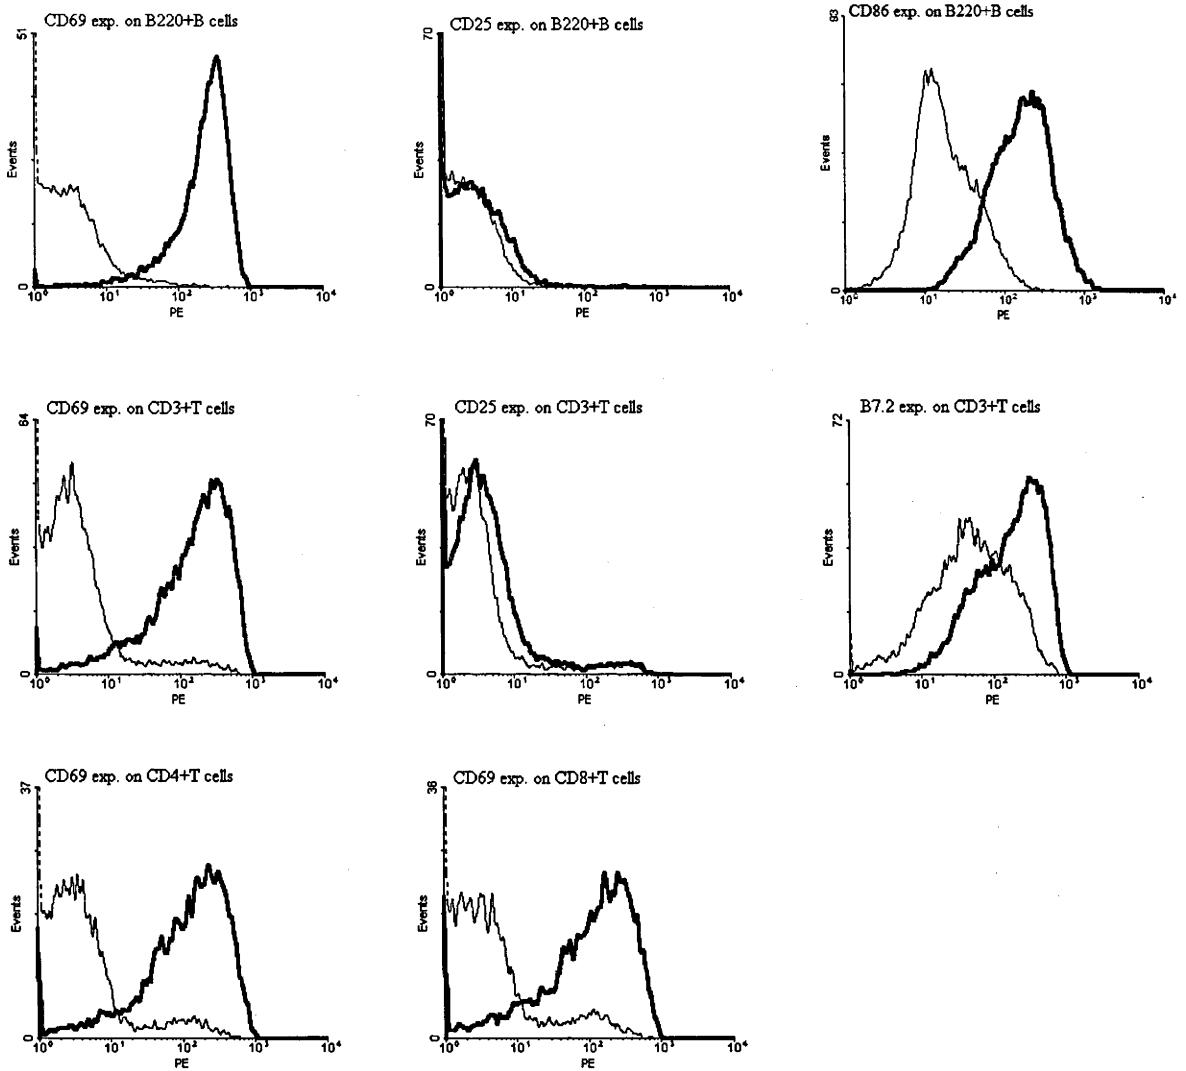 CD69 exp. on B220+B cells
51
Events
0
10⁰ 10¹ 10² 10³ 10⁴
PE
CD25 exp. on B220+B cells
70
Events
0
10⁰ 10¹ 10² 10³ 10⁴
PE
CD86 exp. on B220+B cells
93
Events
0
10⁰ 10¹ 10² 10³ 10⁴
PE
CD69 exp. on CD3+T cells
64
Events
0
10⁰ 10¹ 10² 10³ 10⁴
PE
CD25 exp. on CD3+T cells
70
Events
0
10⁰ 10¹ 10² 10³ 10⁴
PE
B7.2 exp. on CD3+T cells
72
Events
0
10⁰ 10¹ 10² 10³ 10⁴
PE
CD69 exp. on CD4+T cells
37
Events
0
10⁰ 10¹ 10² 10³ 10⁴
PE
CD69 exp. on CD8+T cells
36
Events
0
10⁰ 10¹ 10² 10³ 10⁴
PE